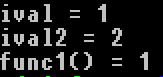 ival = 1
ival2 = 2
func1() = 1